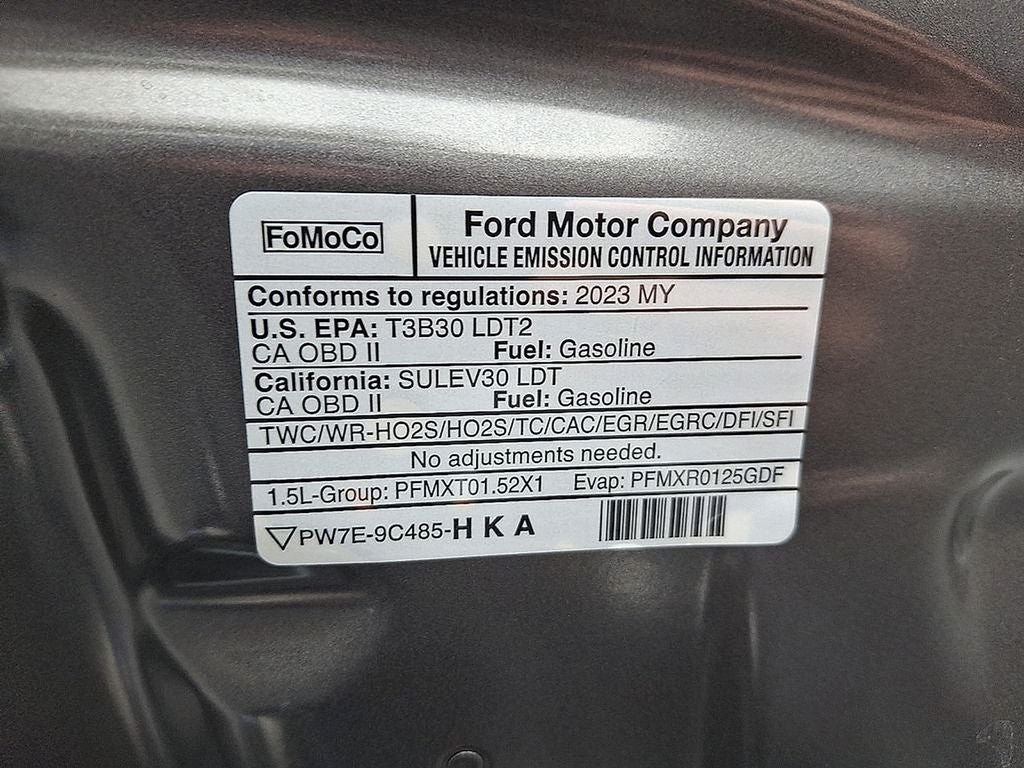 FoMoCo
Ford Motor Company
VEHICLE EMISSION CONTROL INFORMATION
Conforms to regulations: 2023 MY
U.S. EPA: T3B30 LDT2
CA OBD II Fuel: Gasoline
California: SULEV30 LDT
CA OBD II Fuel: Gasoline
TWC/WR-HO2S/HO2S/TC/CAC/EGR/EGRC/DFI/SFI
No adjustments needed.
1.5L-Group: PFMXT01.52X1 Evap: PFMXR0125GDF
PW7E-9C485-HKA